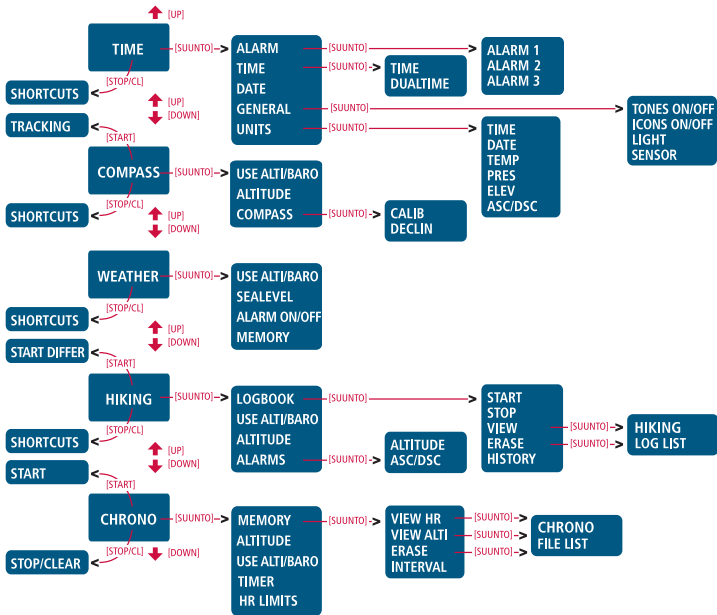 [UP]
TIME
[SUUNTO]
ALARM
TIME
DATE
GENERAL
UNITS
[SUUNTO]
ALARM 1
ALARM 2
ALARM 3
[SUUNTO]
TIME
DUALTIME
[SUUNTO]
TONES ON/OFF
ICONS ON/OFF
LIGHT
SENSOR
[SUUNTO]
TIME
DATE
TEMP
PRES
ELEV
ASC/DSC
[STOP/CL]
SHORTCUTS
[UP]
[DOWN]
TRACKING
[START]
COMPASS
[SUUNTO]
USE ALTI/BARO
ALTITUDE
COMPASS
[SUUNTO]
CALIB
DECLIN
[STOP/CL]
SHORTCUTS
[UP]
[DOWN]
WEATHER
[SUUNTO]
USE ALTI/BARO
SEALEVEL
ALARM ON/OFF
MEMORY
[STOP/CL]
SHORTCUTS
[UP]
[DOWN]
START DIFFER
[START]
HIKING
[SUUNTO]
LOGBOOK
USE ALTI/BARO
ALTITUDE
ALARMS
[SUUNTO]
START
STOP
VIEW
ERASE
HISTORY
[SUUNTO]
[SUUNTO]
HIKING
LOG LIST
[SUUNTO]
ALTITUDE
ASC/DSC
[STOP/CL]
SHORTCUTS
[UP]
[DOWN]
START
[START]
CHRONO
[SUUNTO]
MEMORY
ALTITUDE
USE ALTI/BARO
TIMER
HR LIMITS
[SUUNTO]
VIEW HR
VIEW ALTI
ERASE
INTERVAL
[SUUNTO]
[SUUNTO]
[SUUNTO]
CHRONO
FILE LIST
[STOP/CL]
[DOWN]
STOP/CLEAR